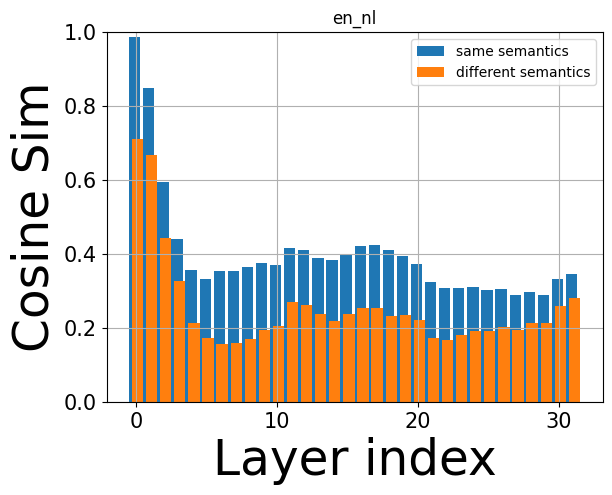 en_nl
same semantics
different semantics
Cosine Sim
1.0
0.8
0.6
0.4
0.2
0.0
0 10 20 30
Layer index